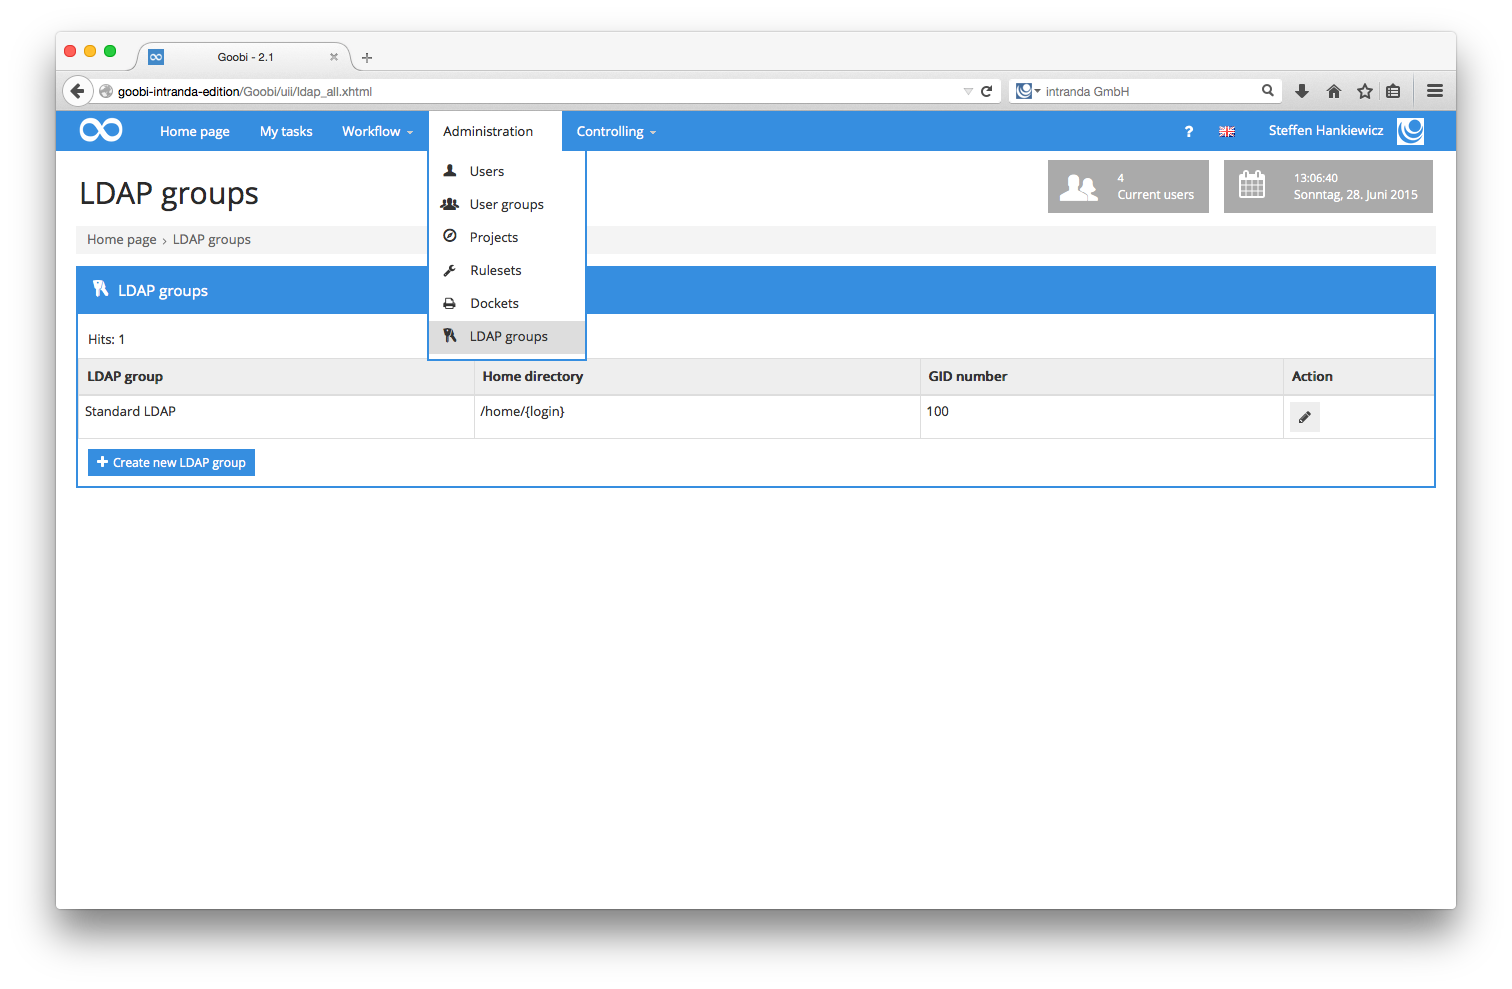 Goobi - 2.1
goobi-intranda-edition/Goobi/uii/ldap_all.xhtml
intranda GmbH
Home page My tasks Workflow Administration Controlling ? Steffen Hankiewicz
Users
User groups
Projects
Rulesets
Dockets
LDAP groups
LDAP groups
4
Current users
13:06:40
Sonntag, 28. Juni 2015
Home page › LDAP groups
LDAP groups
Hits: 1
LDAP group Home directory GID number Action
Standard LDAP /home/{login} 100
Create new LDAP group